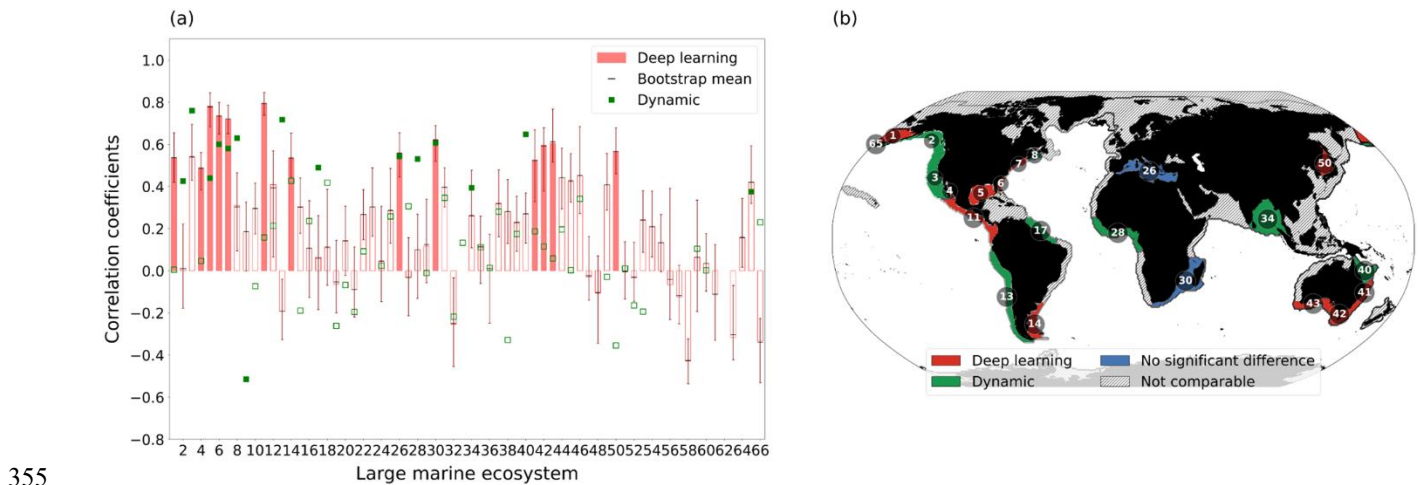 (a)
Deep learning
Bootstrap mean
Dynamic
Correlation coefficients
1.0
0.8
0.6
0.4
0.2
0.0
−0.2
−0.4
−0.6
−0.8
2 4 6 8 10 12 14 16 18 20 22 24 26 28 30 32 34 36 38 40 42 44 46 48 50 52 54 56 58 60 62 64 66
Large marine ecosystem
(b)
65 1 2 3 4 5 6 7 8 11 13 14 17 26 28 30 34 40 41 42 43 50
Deep learning
Dynamic
No significant difference
Not comparable
355